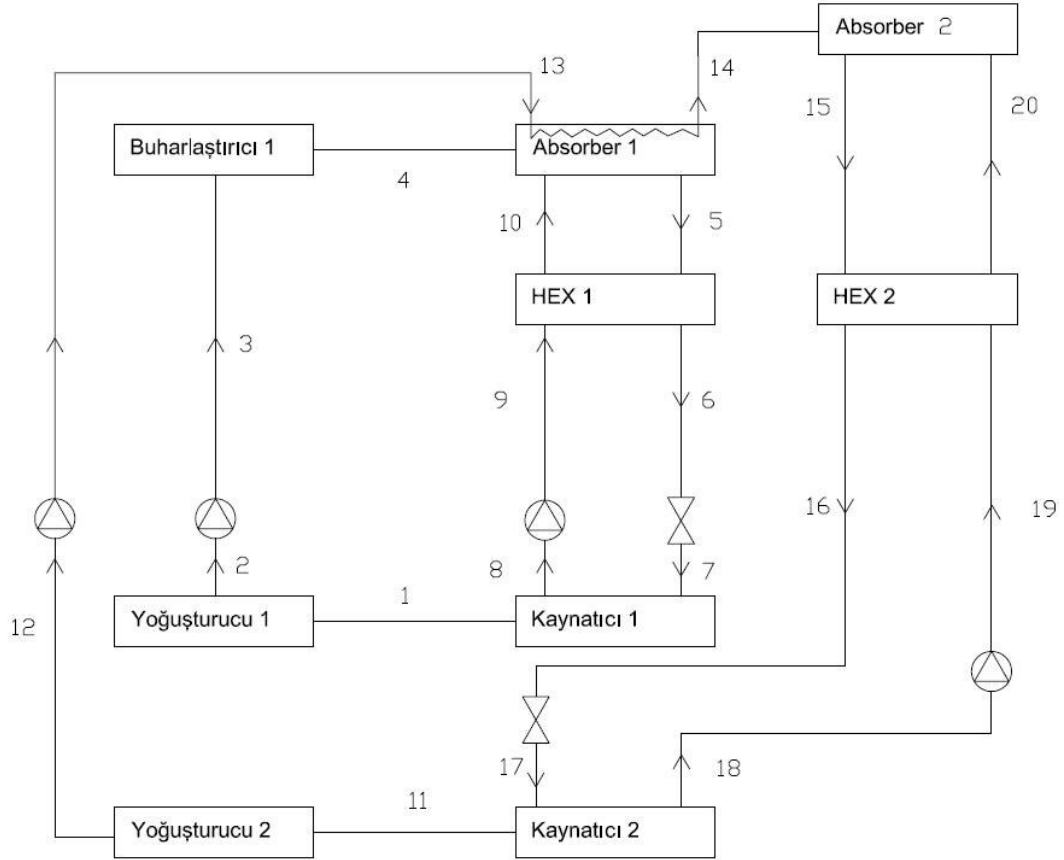 Absorber 2
13
14
15
20
Buharlaştırıcı 1
Absorber 1
4
10
5
HEX 1
HEX 2
3
9
6
16
19
2
8
7
1
12
Yoğuşturucu 1
Kaynatıcı 1
17
18
11
Yoğuşturucu 2
Kaynatıcı 2